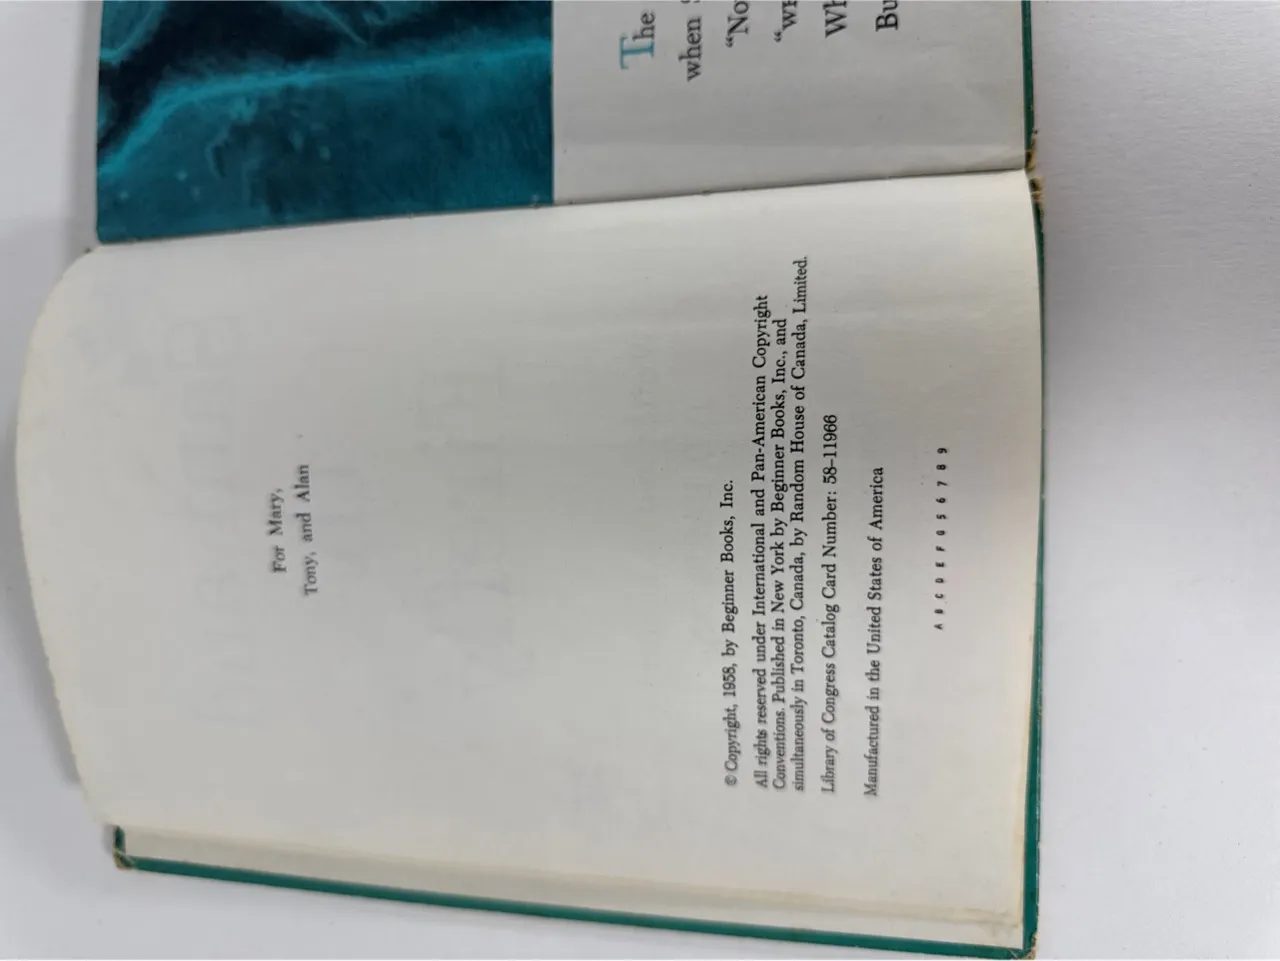 For Mary,
Tony, and Alan
© Copyright, 1958, by Beginner Books, Inc.
All rights reserved under International and Pan-American Copyright
Conventions. Published in New York by Beginner Books, Inc., and
simultaneously in Toronto, Canada, by Random House of Canada, Limited.
Library of Congress Catalog Card Number: 58-11966
Manufactured in the United States of America
A B C D E F G 5 6 7 8 9
The
when
“No
Wh
Bu